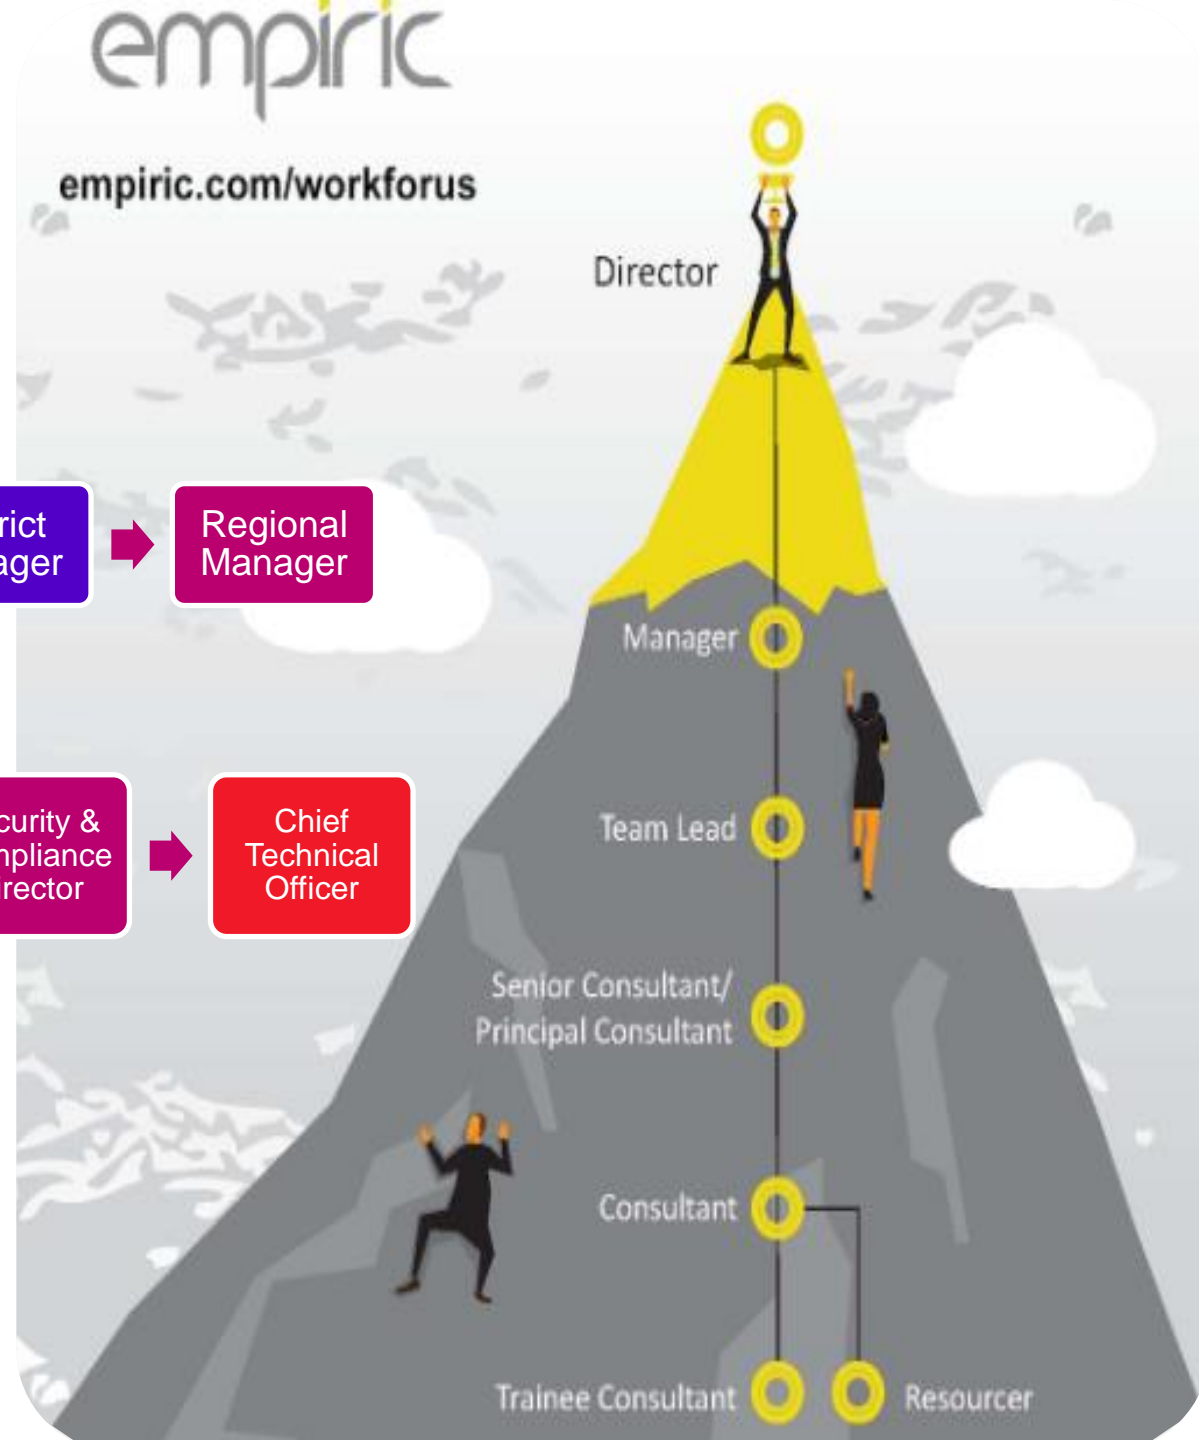 empiric
empiric.com/workforus
Director
Regional
Manager
Manager
Chief
Technical
Officer
Team Lead
Senior Consultant/
Principal Consultant
Consultant
Trainee Consultant
Resourcer